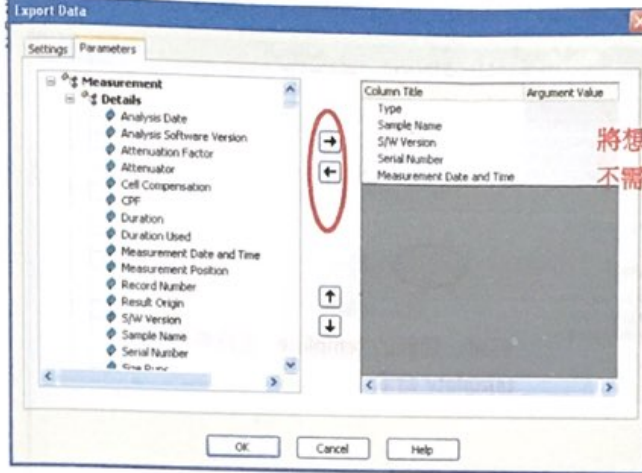 Export Data
Settings Parameters
Measurement
Details
Analysis Date
Analysis Software Version
Attenuation Factor
Attenuator
Cell Compensation
CPF
Duration
Duration Used
Measurement Date and Time
Measurement Position
Record Number
Result Origin
S/W Version
Sample Name
Serial Number
Column Title Argument Value
Type
Sample Name
S/W Version
Serial Number
Measurement Date and Time
將想
不需
OK Cancel Help